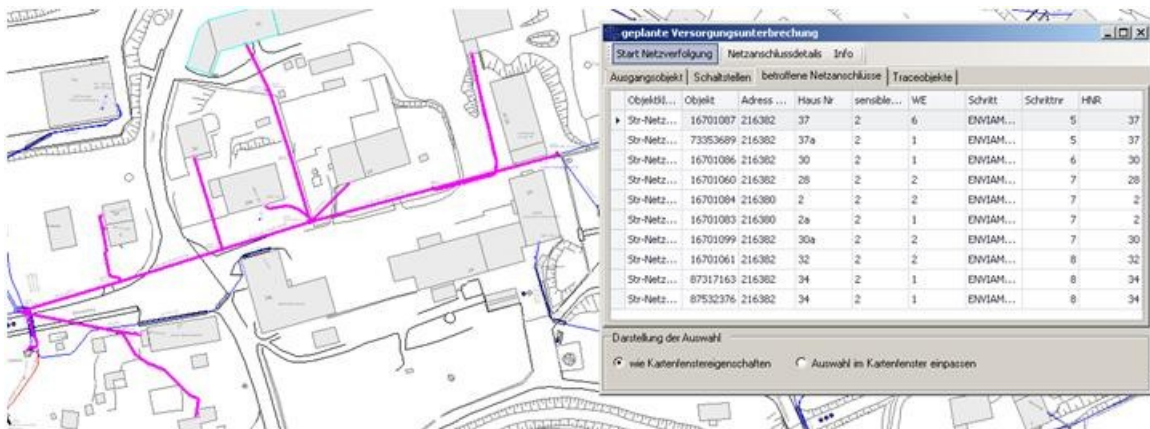 geplante Versorgungsunterbrechung
Start Netzverfolgung Netzanschlussdetails Info
Ausgangsobjekt Schaltstellen betroffene Netzanschlüsse Traceobjekte
Objektkl... Objekt Adress ... Haus Nr sensible... WE Schritt Schrittnr HNR
Str-Netz... 16701087 216382 37 2 6 ENVIAM... 5 37
Str-Netz... 73353689 216382 37a 2 1 ENVIAM... 5 37
Str-Netz... 16701086 216382 30 2 1 ENVIAM... 6 30
Str-Netz... 16701060 216382 28 2 2 ENVIAM... 7 28
Str-Netz... 16701084 216380 2 2 2 ENVIAM... 7 2
Str-Netz... 16701083 216380 2a 2 1 ENVIAM... 7 2
Str-Netz... 16701099 216382 30a 2 2 ENVIAM... 7 30
Str-Netz... 16701061 216382 32 2 2 ENVIAM... 8 32
Str-Netz... 87317163 216382 34 2 1 ENVIAM... 8 34
Str-Netz... 87532376 216382 34 2 1 ENVIAM... 8 34
Darstellung der Auswahl
wie Kartenfenstereigenschaften Auswahl im Kartenfenster einpassen